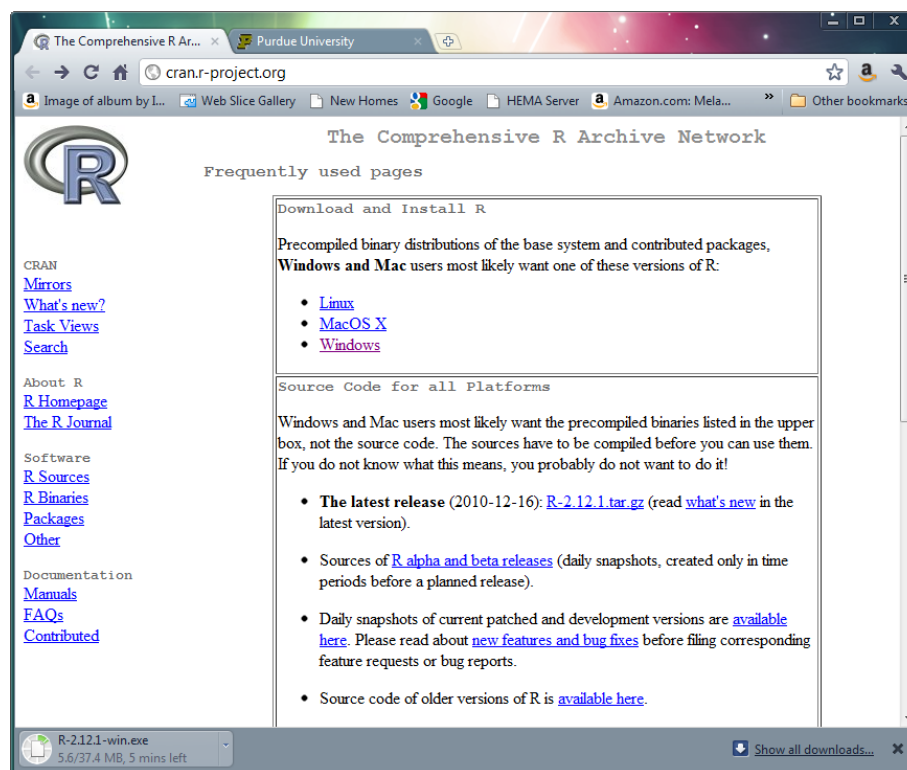 The Comprehensive R Ar...
Purdue University
cran.r-project.org
Image of album by I...
Web Slice Gallery
New Homes
Google
HEMA Server
Amazon.com: Mela...
»
Other bookmarks
R
The Comprehensive R Archive Network
Frequently used pages
CRAN
Mirrors
What's new?
Task Views
Search
About R
R Homepage
The R Journal
Software
R Sources
R Binaries
Packages
Other
Documentation
Manuals
FAQs
Contributed
Download and Install R
Precompiled binary distributions of the base system and contributed packages,
Windows and Mac users most likely want one of these versions of R:
• Linux
• MacOS X
• Windows
Source Code for all Platforms
Windows and Mac users most likely want the precompiled binaries listed in the upper
box, not the source code. The sources have to be compiled before you can use them.
If you do not know what this means, you probably do not want to do it!
• The latest release (2010-12-16): R-2.12.1.tar.gz (read what's new in the
latest version).
• Sources of R alpha and beta releases (daily snapshots, created only in time
periods before a planned release).
• Daily snapshots of current patched and development versions are available
here. Please read about new features and bug fixes before filing corresponding
feature requests or bug reports.
• Source code of older versions of R is available here.
R-2.12.1-win.exe
5.6/37.4 MB, 5 mins left
Show all downloads...